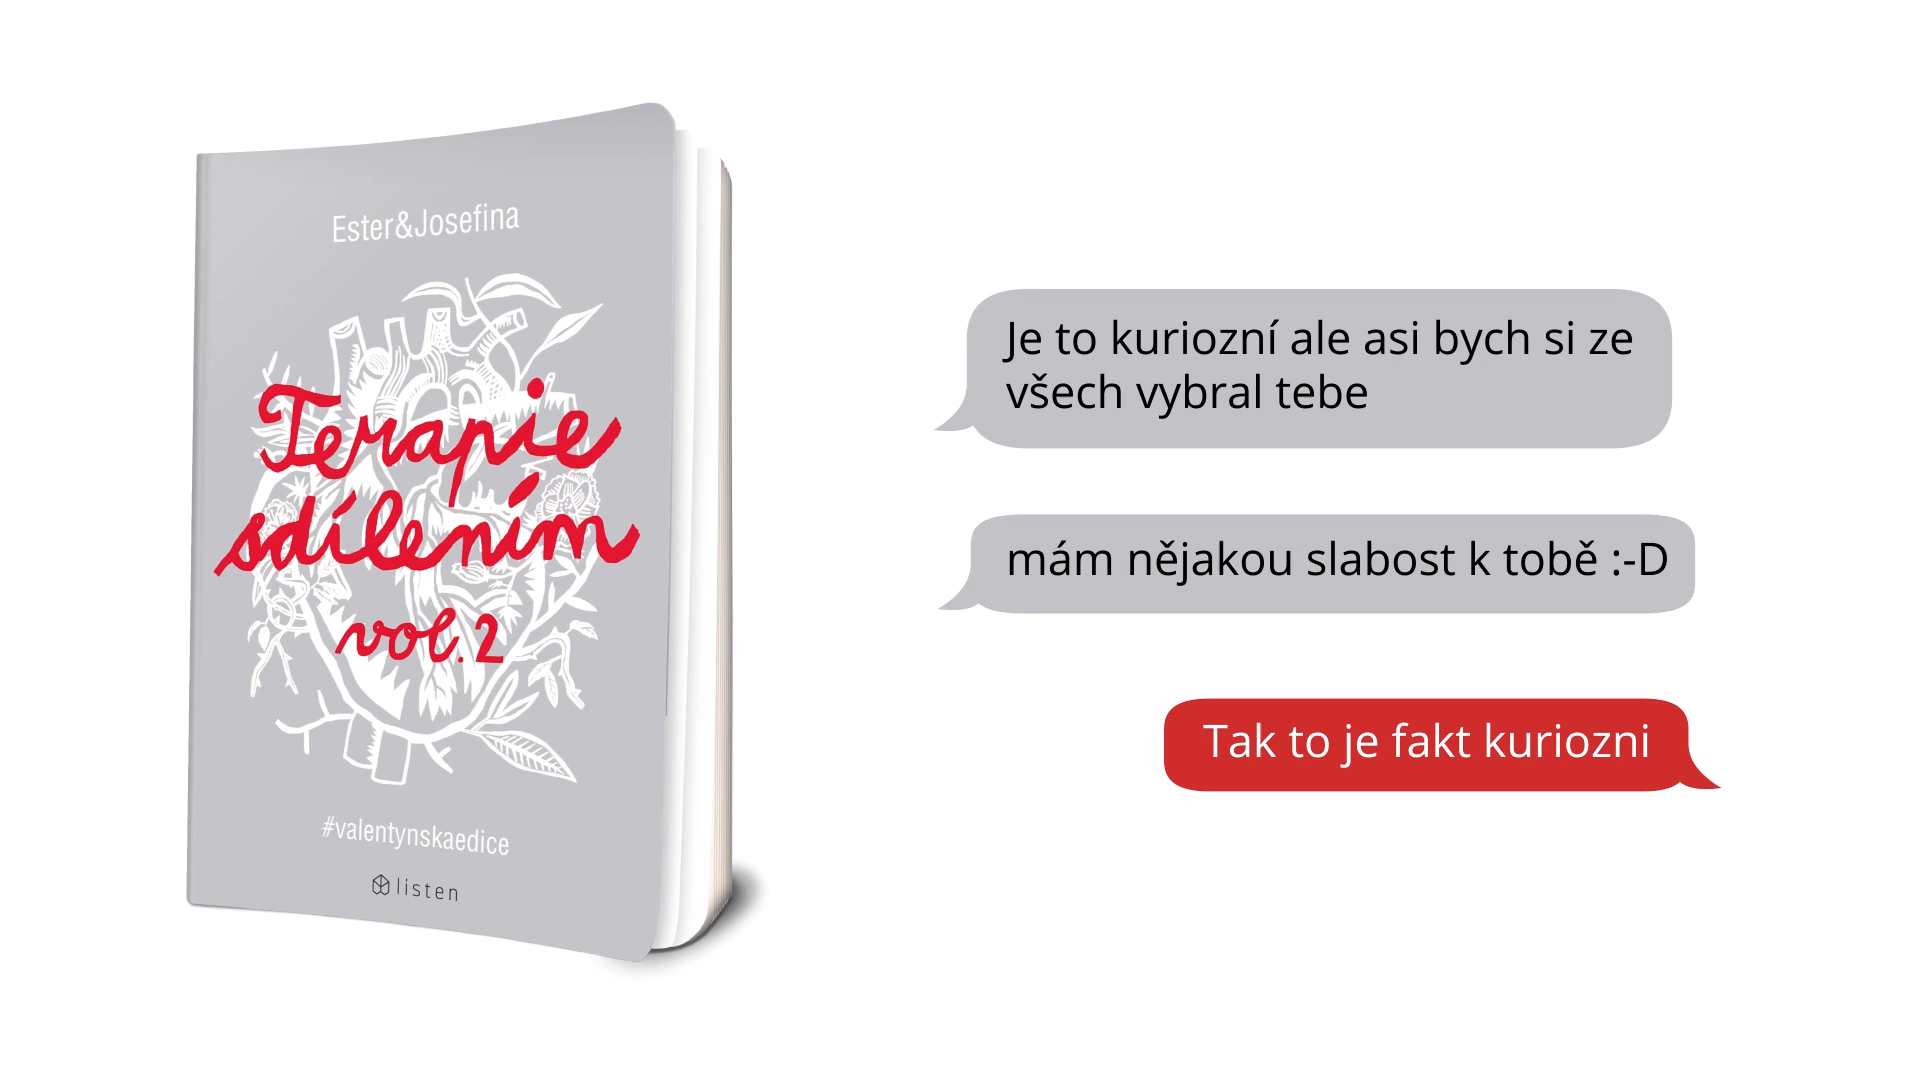 Ester&Josefina
Terapie
sdílením
vol.2
#valentynskaedice
listen
Je to kuriozní ale asi bych si ze
všech vybral tebe
mám nějakou slabost k tobě :-D
Tak to je fakt kuriozni